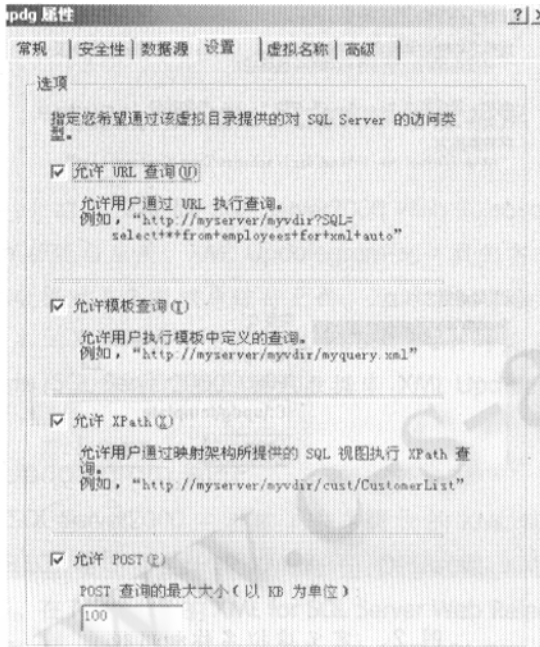 updg 属性
常规 安全性 数据源 设置 虚拟名称 高级
选项
指定您希望通过该虚拟目录提供的对 SQL Server 的访问类
型。
允许 URL 查询(U)
允许用户通过 URL 执行查询。
例如，“http://myserver/myvdir?SQL=
select+*+from+employees+for+xml+auto”
允许模板查询(T)
允许用户执行模板中定义的查询。
例如，“http://myserver/myvdir/myquery.xml”
允许 XPath(X)
允许用户通过映射架构所提供的 SQL 视图执行 XPath 查
询。
例如，“http://myserver/myvdir/cust/CustomerList”
允许 POST(P)
POST 查询的最大大小(以 KB 为单位)
100
www.c-s-a